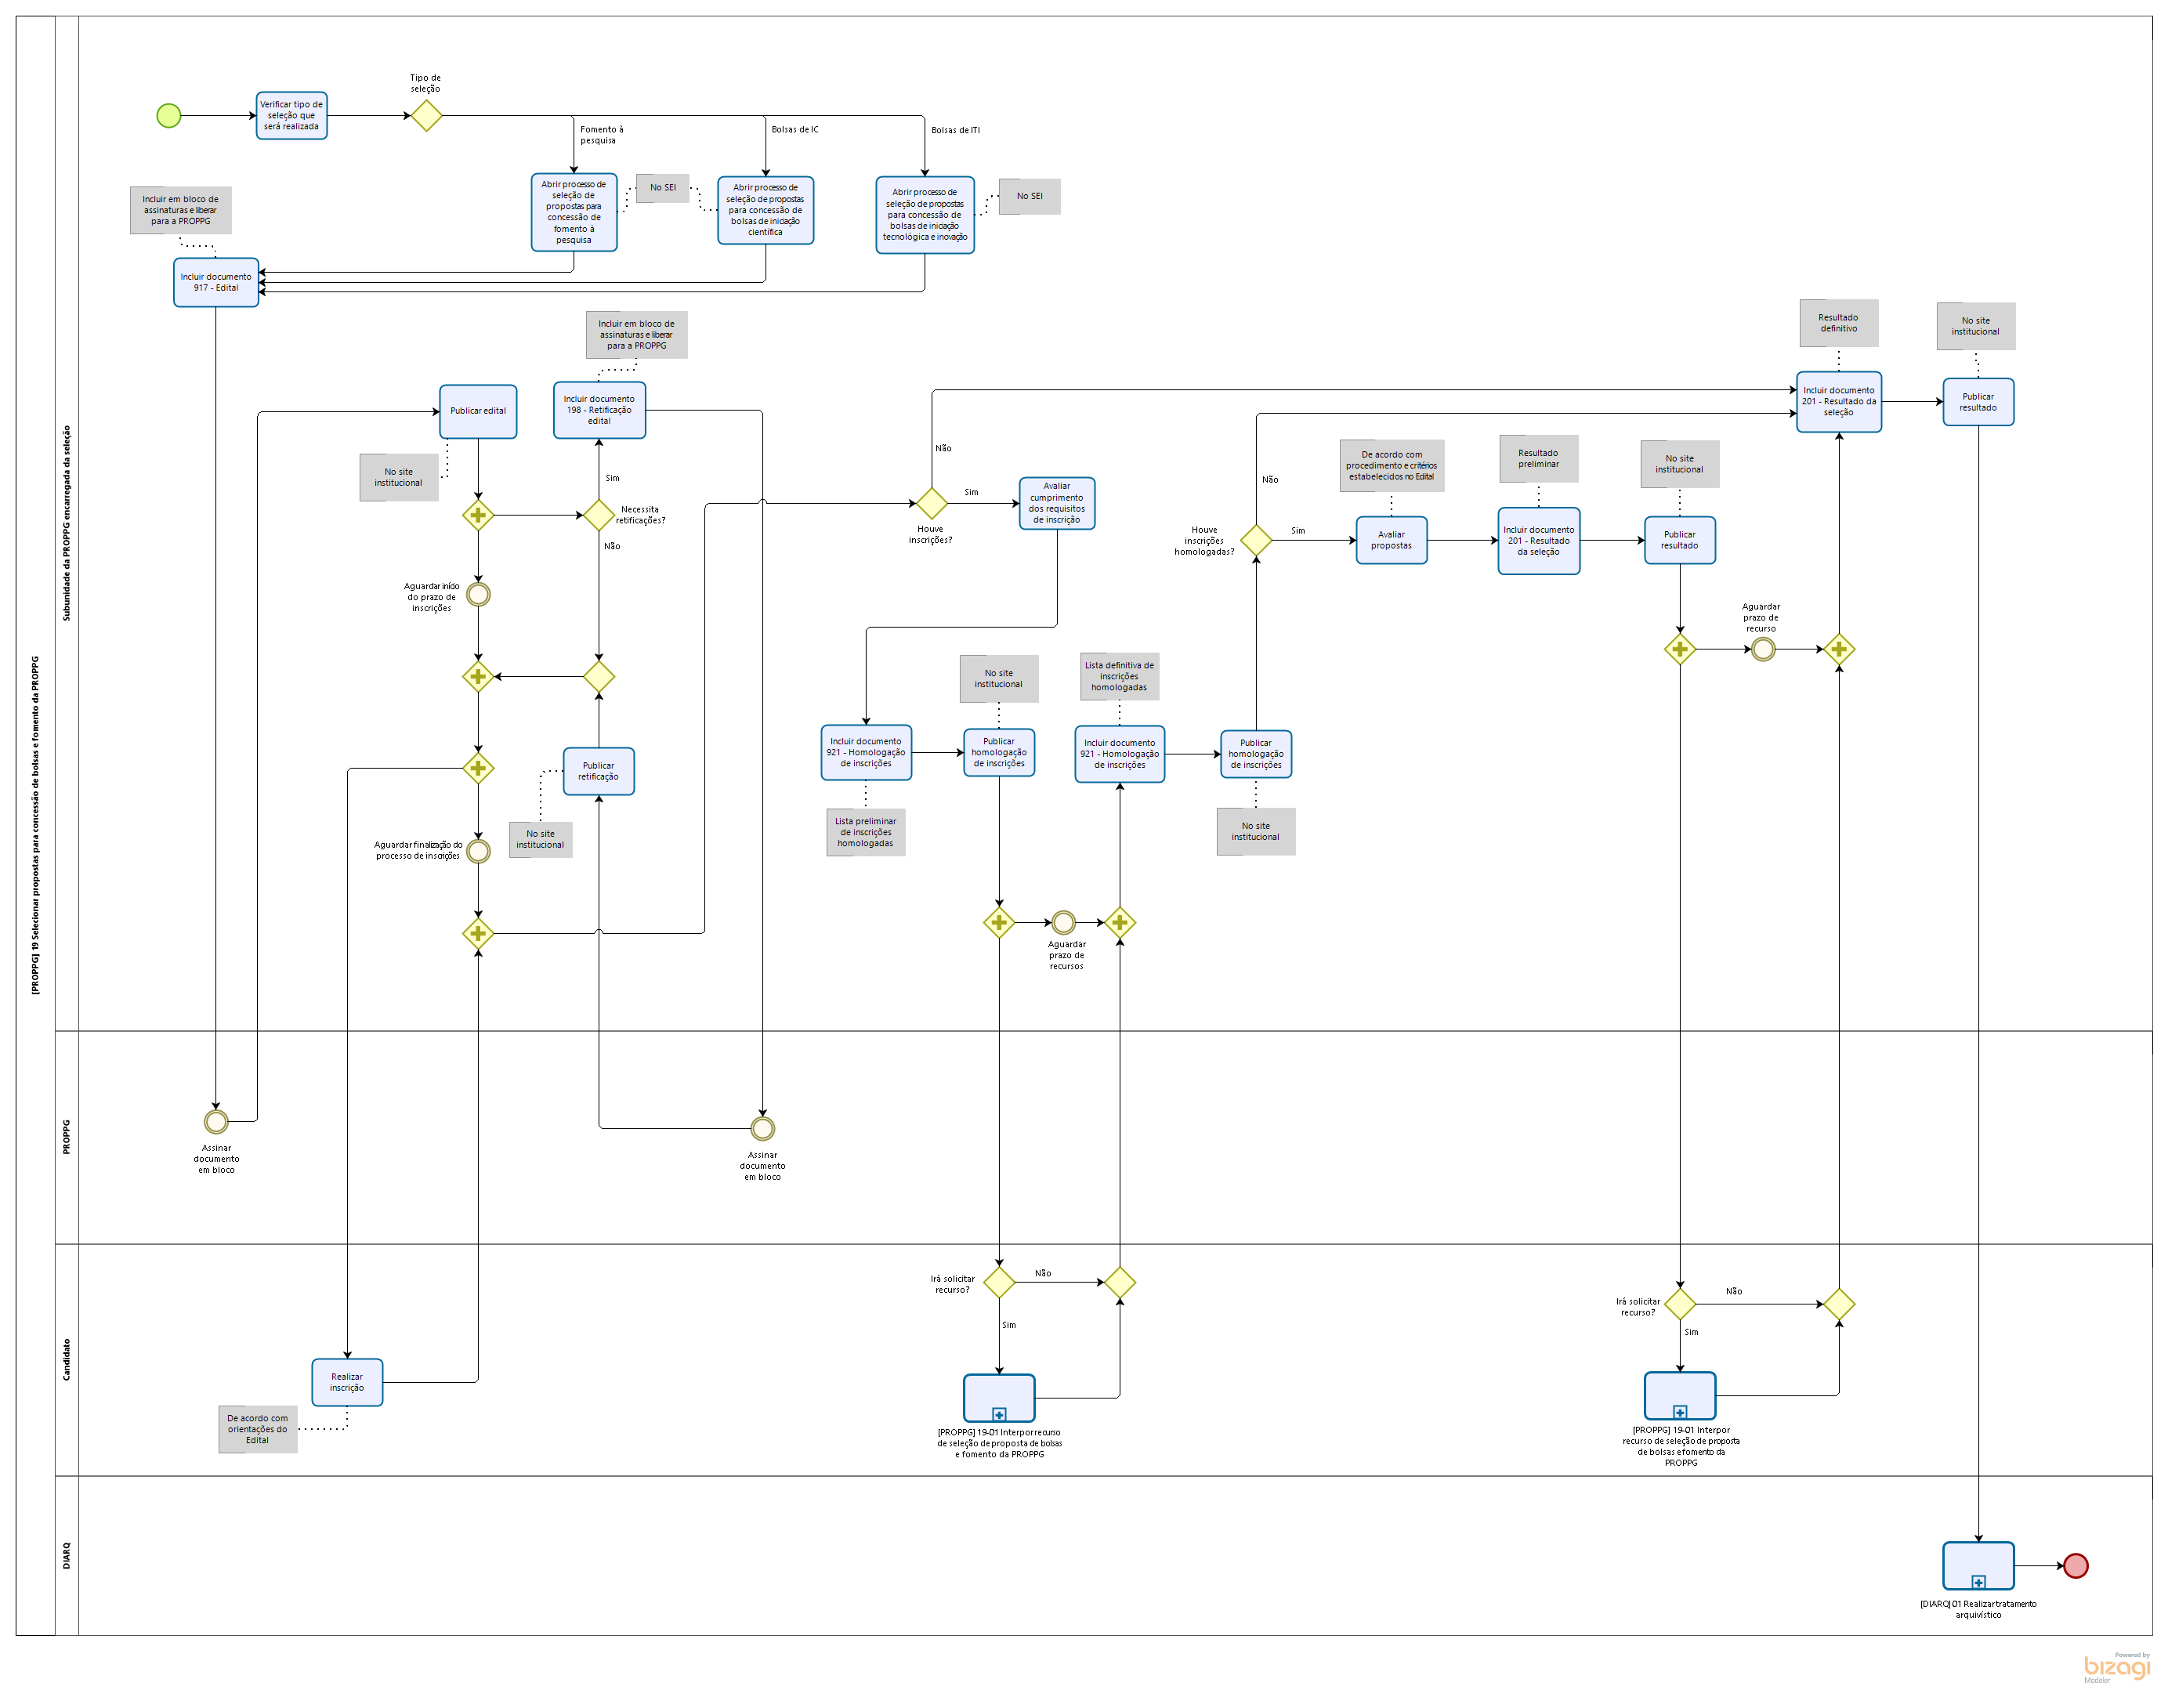 [PROPPG] 19 Selecionar propostas para concessão de bolsas e fomento da PROPPG
Subunidade da PROPPG encarregada da seleção
Tipo de
seleção
Verificar tipo de
seleção que
será realizada
Fomento à
pesquisa
Bolsas de IC
Bolsas de ITI
Abrir processo de
seleção de
propostas para
concessão de
fomento à
pesquisa
No SEI
Abrir processo de
seleção de propostas
para concessão de
bolsas de iniciação
científica
Abrir processo de
seleção de propostas
para concessão de
bolsas de iniciação
tecnológica e inovação
No SEI
Incluir em bloco de
assinaturas e liberar
para a PROPPG
Incluir documento
917 - Edital
Incluir em bloco de
assinaturas e liberar
para a PROPPG
Publicar edital
Incluir documento
198 - Retificação
edital
No site
institucional
Sim
Necessita
retificações?
Não
Aguardar início
do prazo de
inscrições
Publicar
retificação
No site
institucional
Aguardar finalização do
processo de inscrições
Não
Houve
inscrições?
Sim
Avaliar
cumprimento
dos requisitos
de inscrição
Incluir documento
921 - Homologação
de inscrições
Lista preliminar
de inscrições
homologadas
No site
institucional
Publicar
homologação
de inscrições
Aguardar
prazo de
recursos
Lista definitiva de
inscrições
homologadas
Incluir documento
921 - Homologação
de inscrições
Publicar
homologação
de inscrições
No site
institucional
Não
Houve
inscrições
homologadas?
Sim
De acordo com
procedimento e critérios
estabelecidos no Edital
Avaliar
propostas
Resultado
preliminar
Incluir documento
201 - Resultado
da seleção
No site
institucional
Publicar
resultado
Aguardar
prazo de
recurso
Resultado
definitivo
Incluir documento
201 - Resultado da
seleção
No site
institucional
Publicar
resultado
PROPPG
Assinar
documento
em bloco
Assinar
documento
em bloco
Candidato
Realizar
inscrição
De acordo com
orientações do
Edital
Irá solicitar
recurso?
Não
Sim
[PROPPG] 19-01 Interpor recurso
de seleção de proposta de bolsas
e fomento da PROPPG
Irá solicitar
recurso?
Não
Sim
[PROPPG] 19-01 Interpor
recurso de seleção de proposta
de bolsas e fomento da
PROPPG
DIARQ
[DIARQ] 01 Realizar tratamento
arquivístico
Powered by
bizagi
Modeler